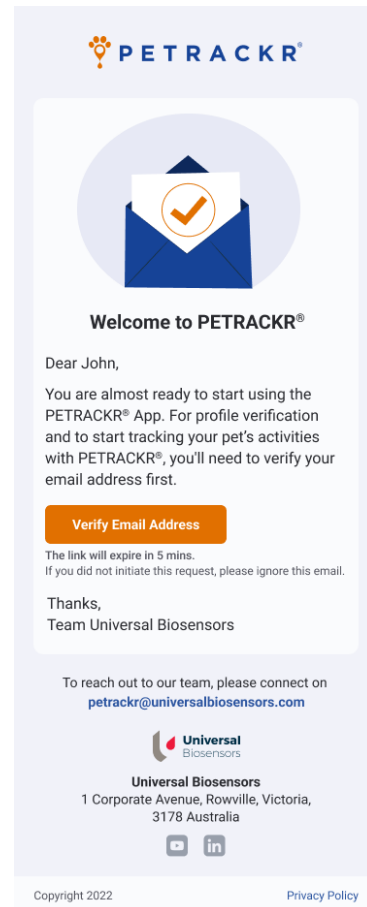 PETRACKR®
Welcome to PETRACKR®
Dear John,
You are almost ready to start using the
PETRACKR® App. For profile verification
and to start tracking your pet's activities
with PETRACKR®, you'll need to verify your
email address first.
Verify Email Address
The link will expire in 5 mins.
If you did not initiate this request, please ignore this email.
Thanks,
Team Universal Biosensors
To reach out to our team, please connect on
petrackr@universalbiosensors.com
Universal
Biosensors
Universal Biosensors
1 Corporate Avenue, Rowville, Victoria,
3178 Australia
in
Copyright 2022 Privacy Policy